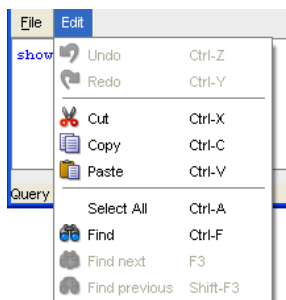 File Edit
show
Undo Ctrl-Z
Redo Ctrl-Y
Cut Ctrl-X
Copy Ctrl-C
Paste Ctrl-V
Query
Select All Ctrl-A
Find Ctrl-F
Find next F3
Find previous Shift-F3